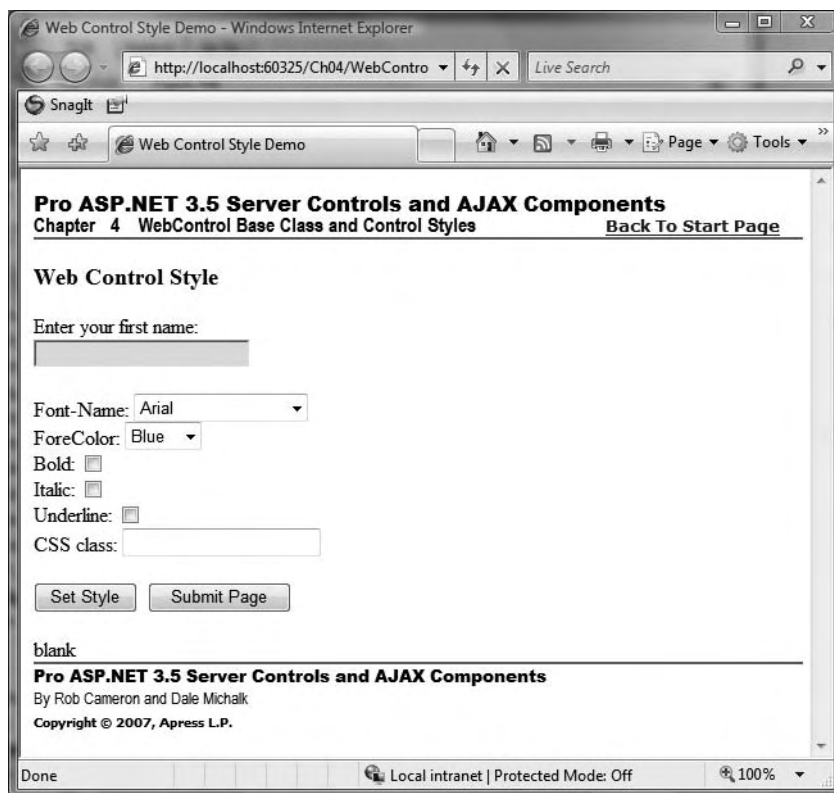 Web Control Style Demo - Windows Internet Explorer
http://localhost:60325/Ch04/WebContro
Live Search
SnagIt
Web Control Style Demo
Page
Tools
Pro ASP.NET 3.5 Server Controls and AJAX Components
Chapter 4 WebControl Base Class and Control Styles
Back To Start Page
Web Control Style
Enter your first name:
Font-Name: Arial
ForeColor: Blue
Bold:
Italic:
Underline:
CSS class:
Set Style Submit Page
blank
Pro ASP.NET 3.5 Server Controls and AJAX Components
By Rob Cameron and Dale Michalk
Copyright © 2007, Apress L.P.
Done Local intranet | Protected Mode: Off 100%